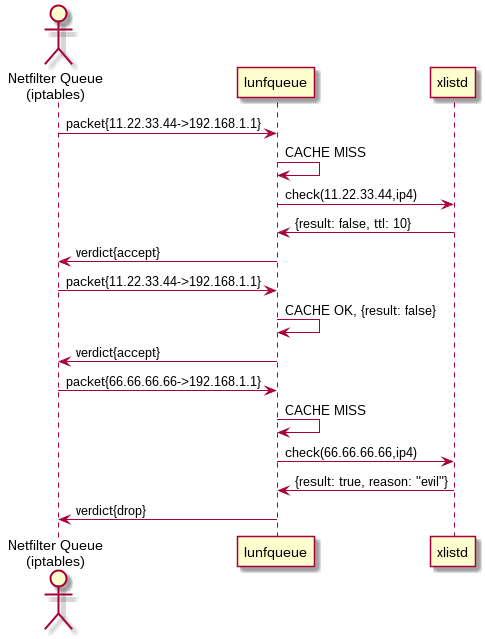 Netfilter Queue
(iptables)
lunfqueue
xlistd
packet{11.22.33.44->192.168.1.1}
CACHE MISS
check(11.22.33.44,ip4)
{result: false, ttl: 10}
verdict{accept}
packet{11.22.33.44->192.168.1.1}
CACHE OK, {result: false}
verdict{accept}
packet{66.66.66.66->192.168.1.1}
CACHE MISS
check(66.66.66.66,ip4)
{result: true, reason: "evil"}
verdict{drop}
Netfilter Queue
(iptables)
lunfqueue
xlistd